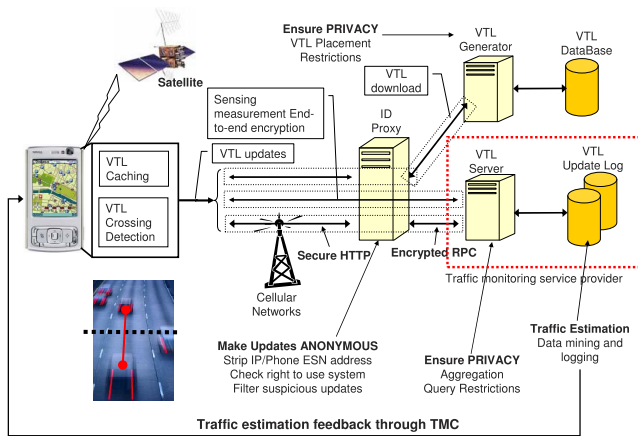 Ensure PRIVACY
VTL Placement
Restrictions
VTL
Generator
VTL
DataBase
Satellite
VTL
download
Sensing
measurement End-
to-end encryption
ID
Proxy
VTL updates
VTL
Caching
VTL
Crossing
Detection
VTL
Server
VTL
Update Log
Secure HTTP
Encrypted RPC
Cellular
Networks
Traffic monitoring service provider
Make Updates ANONYMOUS
Strip IP/Phone ESN address
Check right to use system
Filter suspicious updates
Ensure PRIVACY
Aggregation
Query Restrictions
Traffic Estimation
Data mining and
logging
Traffic estimation feedback through TMC